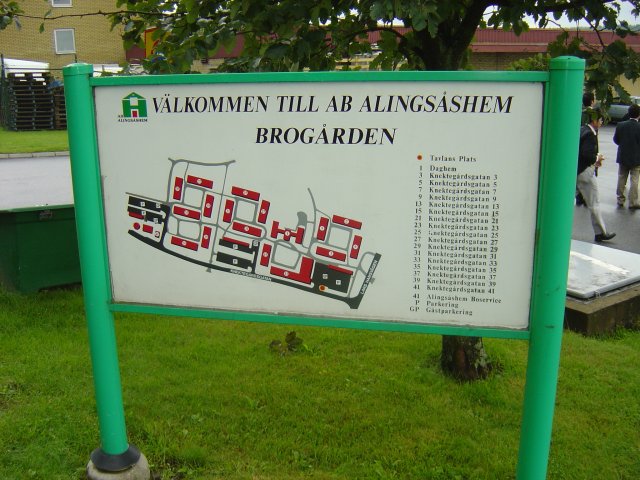 VÄLKOMMEN TILL AB ALINGSÅSHEM
AB
ALINGSÅSHEM
BROGÅRDEN
Tavlans Plats
1 Daghem
3 Knektegårdsgatan 3
5 Knektegårdsgatan 5
7 Knektegårdsgatan 7
9 Knektegårdsgatan 9
13 Knektegårdsgatan 13
15 Knektegårdsgatan 15
21 Knektegårdsgatan 21
23 Knektegårdsgatan 23
25 Knektegårdsgatan 25
27 Knektegårdsgatan 27
29 Knektegårdsgatan 29
31 Knektegårdsgatan 31
33 Knektegårdsgatan 33
35 Knektegårdsgatan 35
37 Knektegårdsgatan 37
39 Knektegårdsgatan 39
41 Knektegårdsgatan 41
41 Alingsåshem Boservice
P Parkering
GP Gästparkering